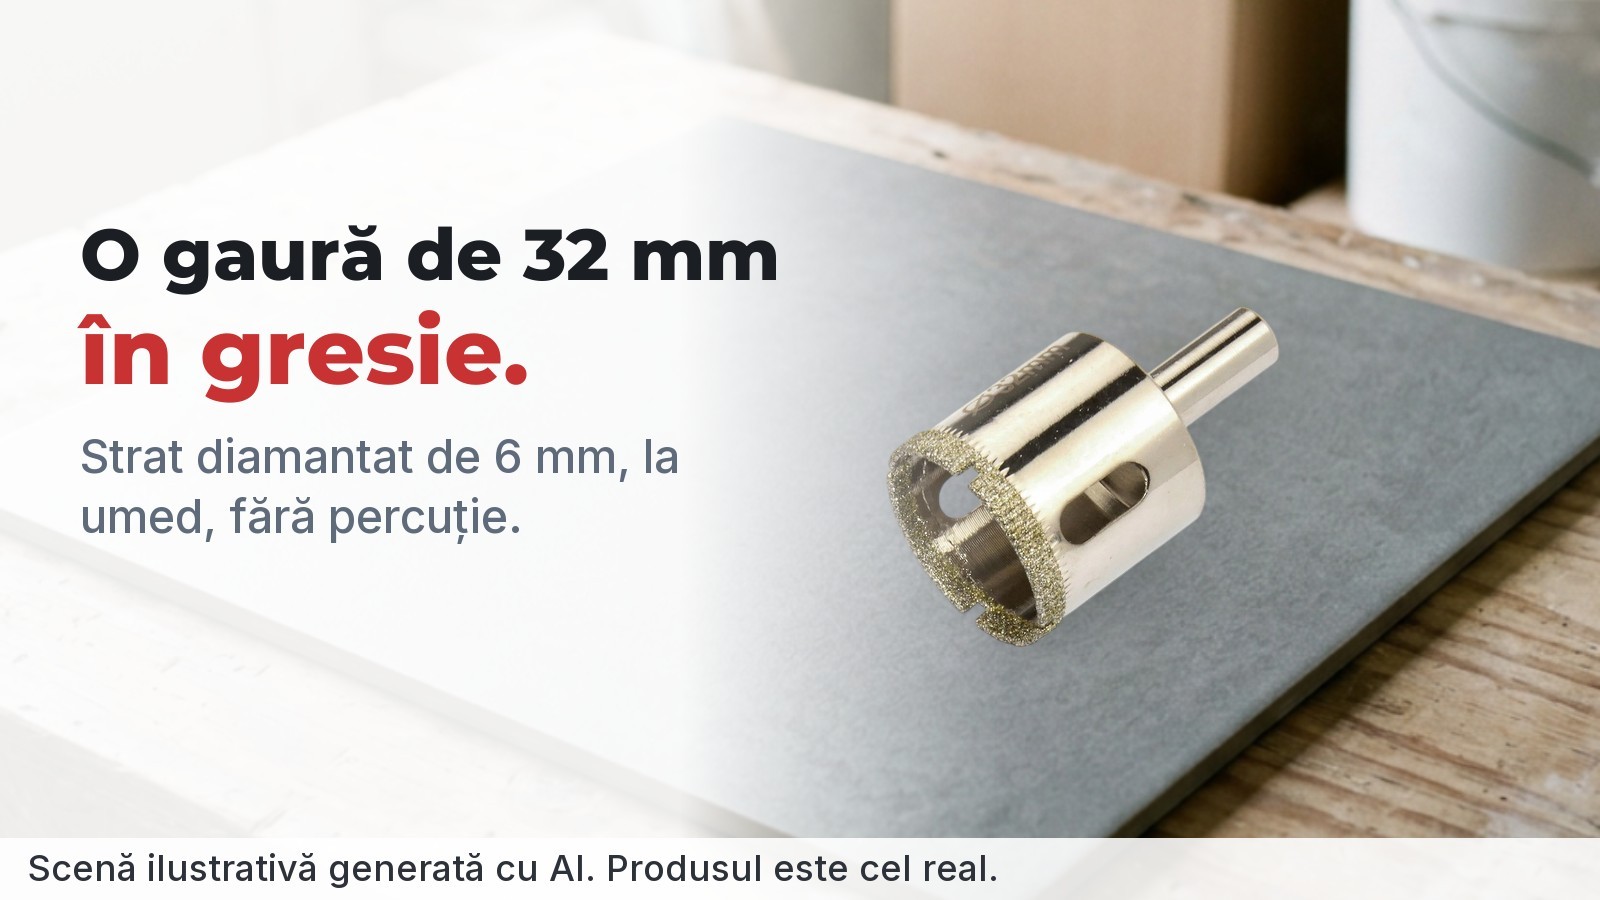 O gaură de 32 mm
în gresie.
Strat diamantat de 6 mm, la
umed, fără percuție.
Scenă ilustrativă generată cu AI. Produsul este cel real.